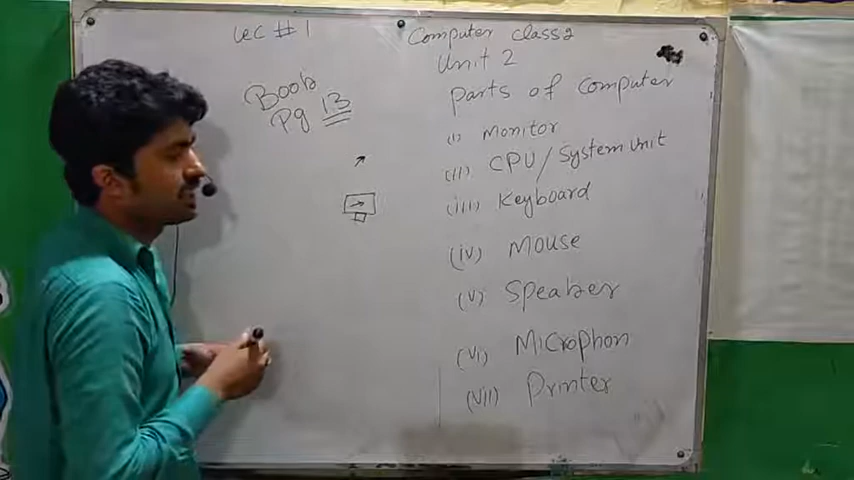 Lec # 1
Computer Class 2
Unit 2
Book
Pg 13
parts of Computer
(i) Monitor
(ii) CPU / System Unit
(iii) Keyboard
(iv) Mouse
(v) Speaker
(vi) Microphon
(vii) Printer